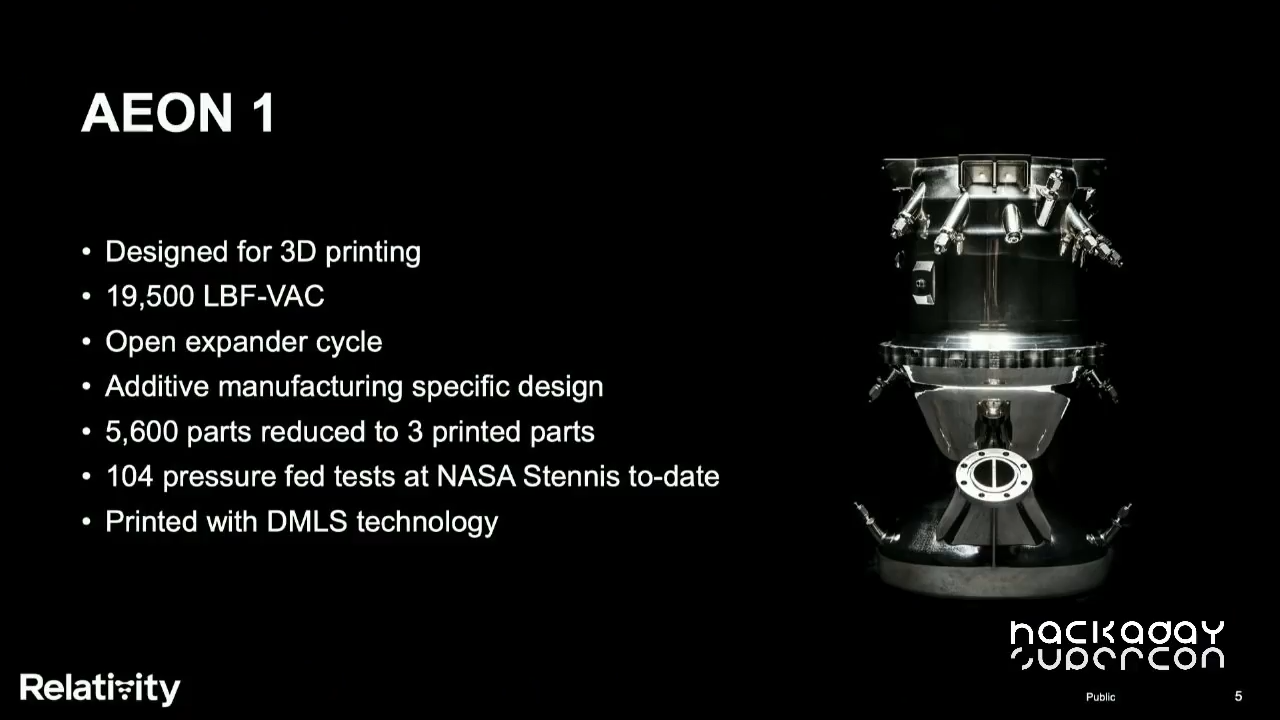 AEON 1
• Designed for 3D printing
• 19,500 LBF-VAC
• Open expander cycle
• Additive manufacturing specific design
• 5,600 parts reduced to 3 printed parts
• 104 pressure fed tests at NASA Stennis to-date
• Printed with DMLS technology
hackaday
supercon
Relativity
Public
5